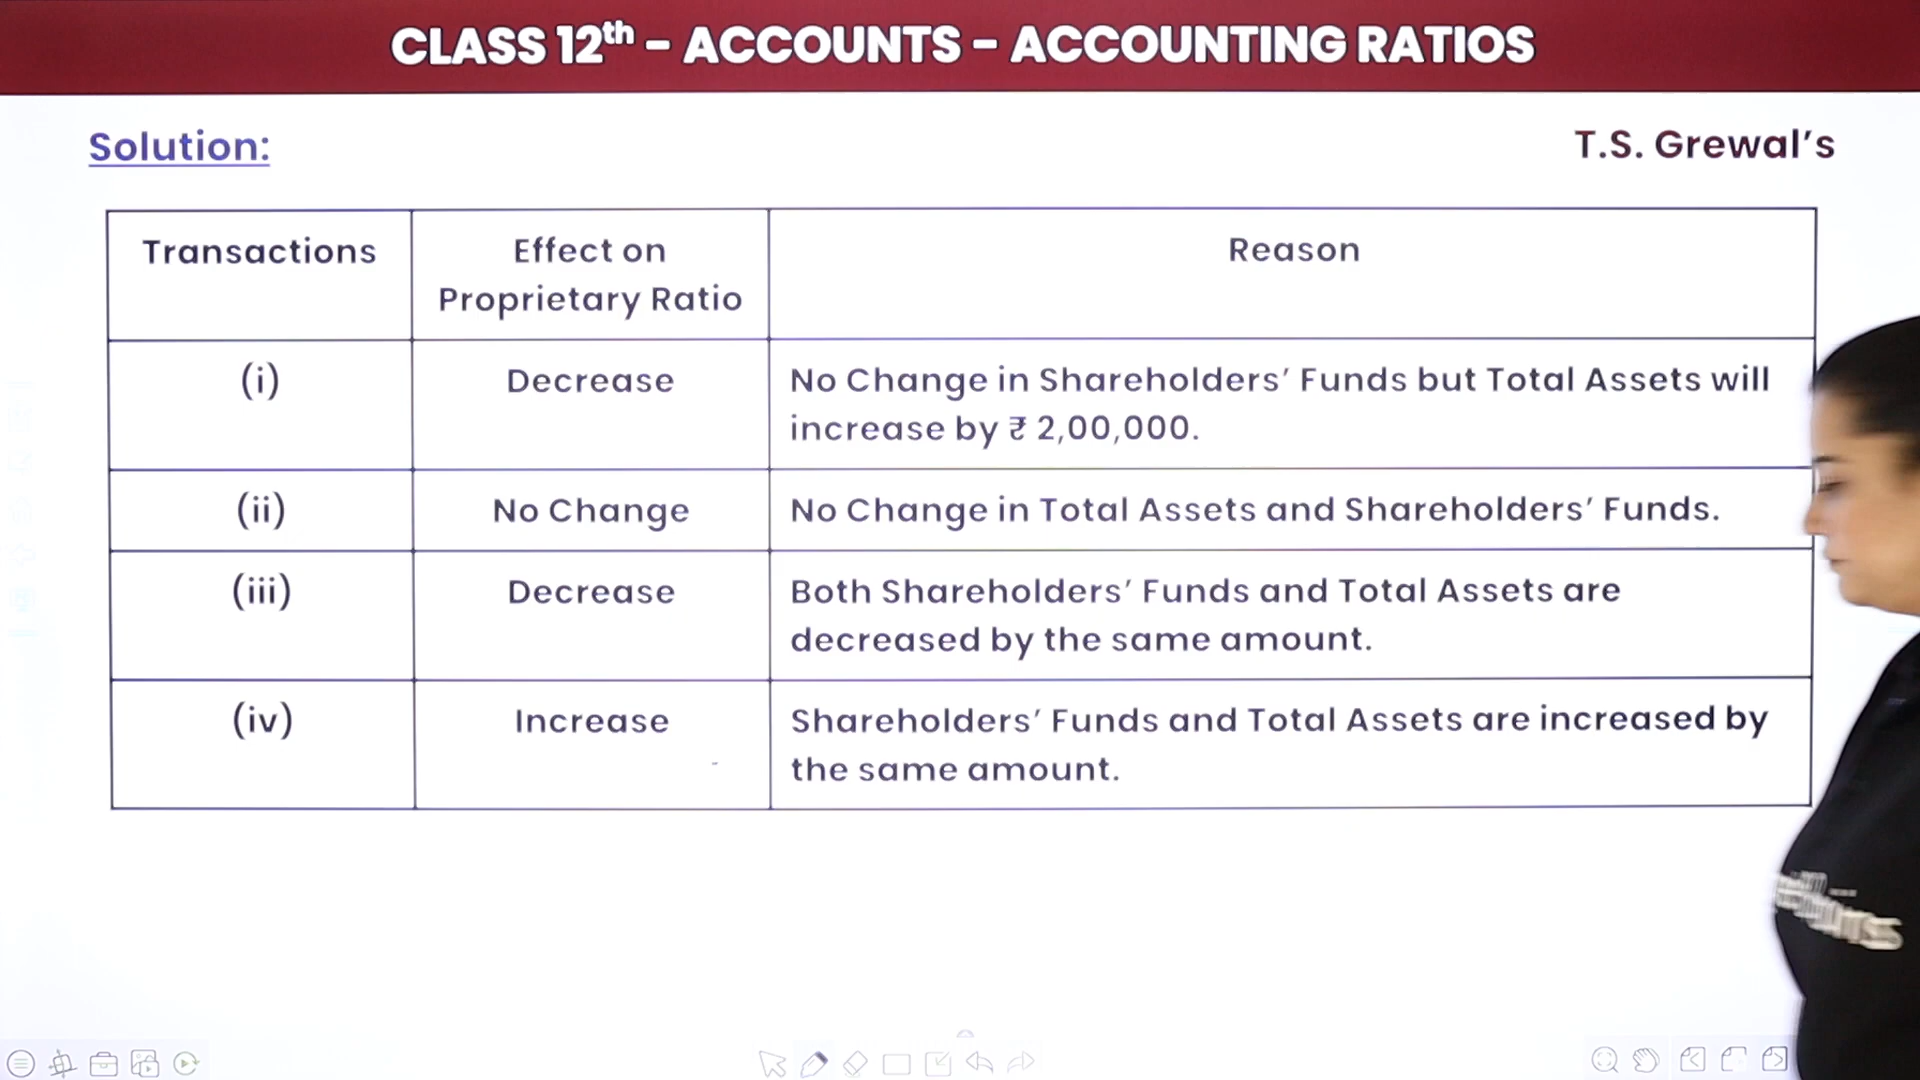 CLASS 12th - ACCOUNTS - ACCOUNTING RATIOS
Solution:
T.S. Grewal's
Transactions
Effect on
Proprietary Ratio
Reason
(i)
Decrease
No Change in Shareholders' Funds but Total Assets will
increase by ₹ 2,00,000.
(ii)
No Change
No Change in Total Assets and Shareholders' Funds.
(iii)
Decrease
Both Shareholders' Funds and Total Assets are
decreased by the same amount.
(iv)
Increase
Shareholders' Funds and Total Assets are increased by
the same amount.